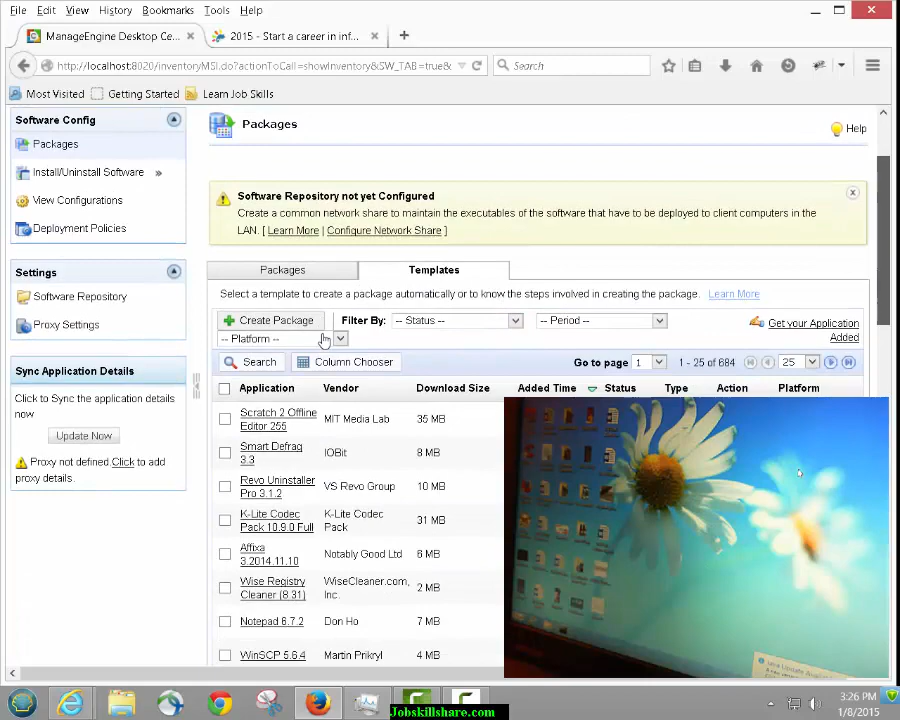 File Edit View History Bookmarks Tools Help
ManageEngine Desktop Ce... × 2015 - Start a career in inf... × +
http://localhost:8020/inventoryMSI.do?actionToCall=showInventory&SW_TAB=true& Search
Most Visited Getting Started Learn Job Skills
Software Config
Packages
Install/Uninstall Software »
View Configurations
Deployment Policies
Settings
Software Repository
Proxy Settings
Sync Application Details
Click to Sync the application details
now
Update Now
Proxy not defined.Click to add
proxy details.
Packages
Help
Software Repository not yet Configured
Create a common network share to maintain the executables of the software that have to be deployed to client computers in the
LAN. [ Learn More | Configure Network Share ]
Packages Templates
Select a template to create a package automatically or to know the steps involved in creating the package. Learn More
Create Package Filter By: -- Status -- -- Period -- Get your Application
-- Platform -- Added
Search Column Chooser Go to page 1 1 - 25 of 684 25
Application Vendor Download Size Added Time Status Type Action Platform
Scratch 2 Offline
Editor 255 MIT Media Lab 35 MB
Smart Defrag
3.3 IOBit 8 MB
Revo Uninstaller
Pro 3.1.2 VS Revo Group 10 MB
K-Lite Codec
Pack 10.9.0 Full K-Lite Codec
Pack 31 MB
Affixa
3.2014.11.10 Notably Good Ltd 6 MB
Wise Registry
Cleaner (8.31) WiseCleaner.com,
Inc. 2 MB
Notepad 6.7.2 Don Ho 7 MB
WinSCP 5.6.4 Martin Prikryl 4 MB
Jobskillshare.com
3:26 PM
1/8/2015